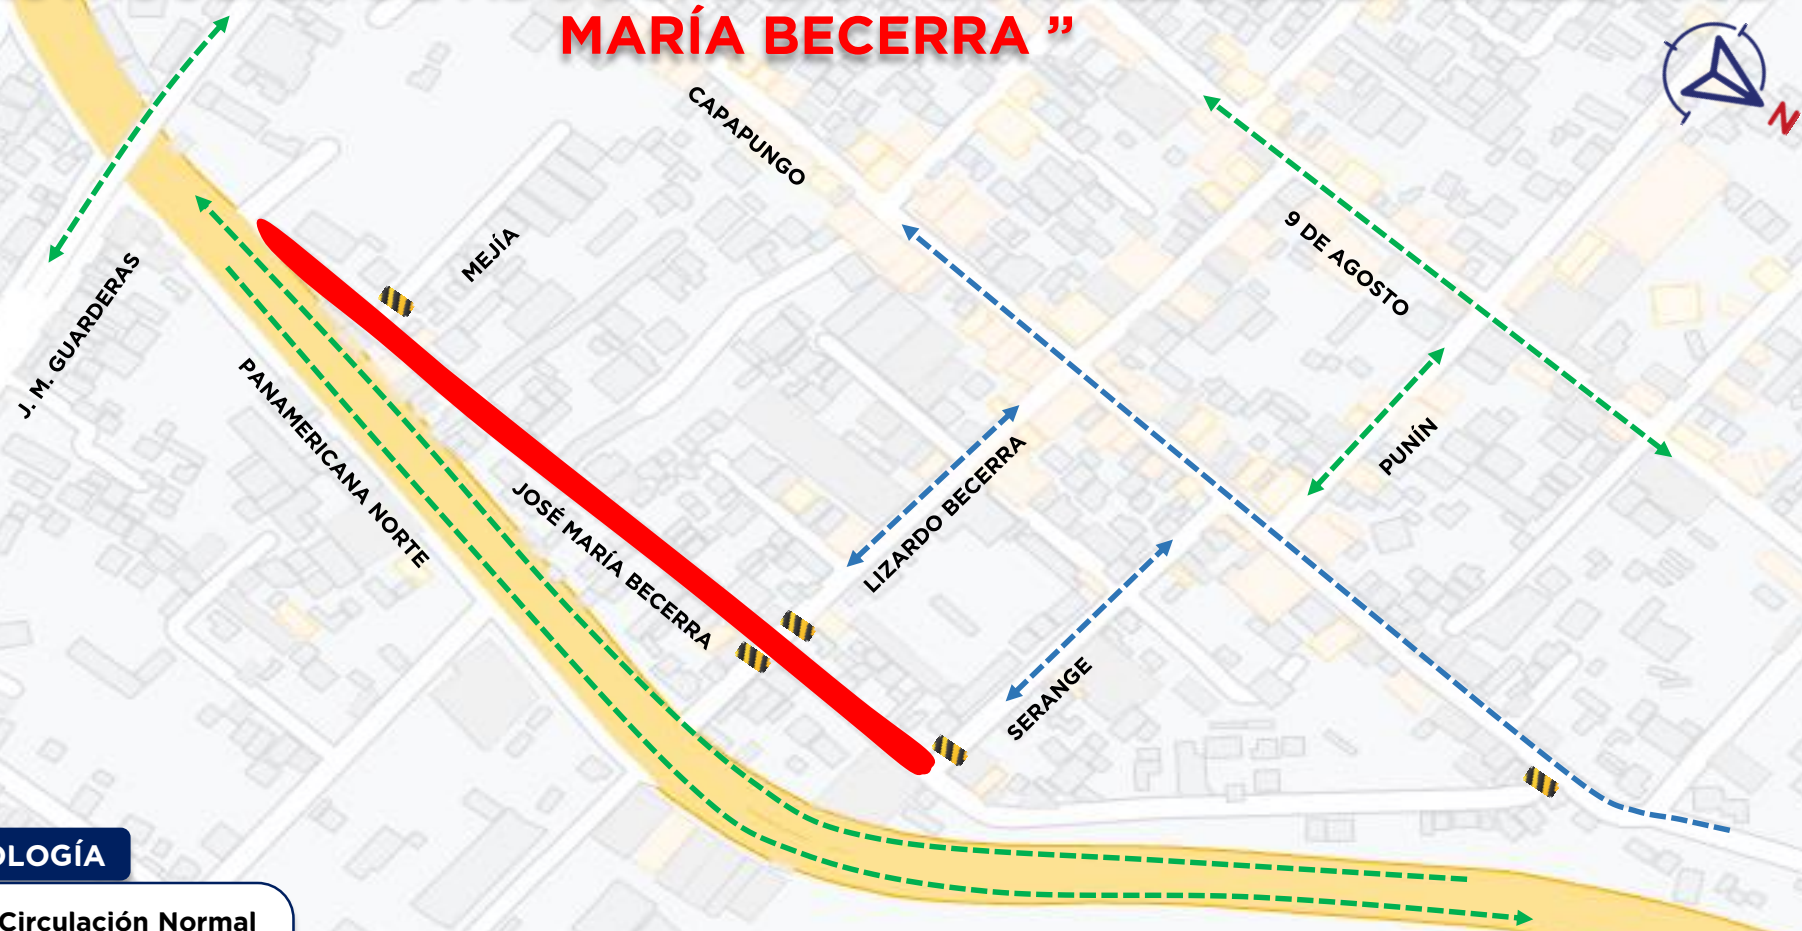 MARÍA BECERRA ”
N
CAPAPUNGO
9 DE AGOSTO
MEJÍA
J. M. GUARDERAS
PANAMERICANA NORTE
JOSÉ MARÍA BECERRA
LIZARDO BECERRA
PUNÍN
SERANGE
OLOGÍA
Circulación Normal